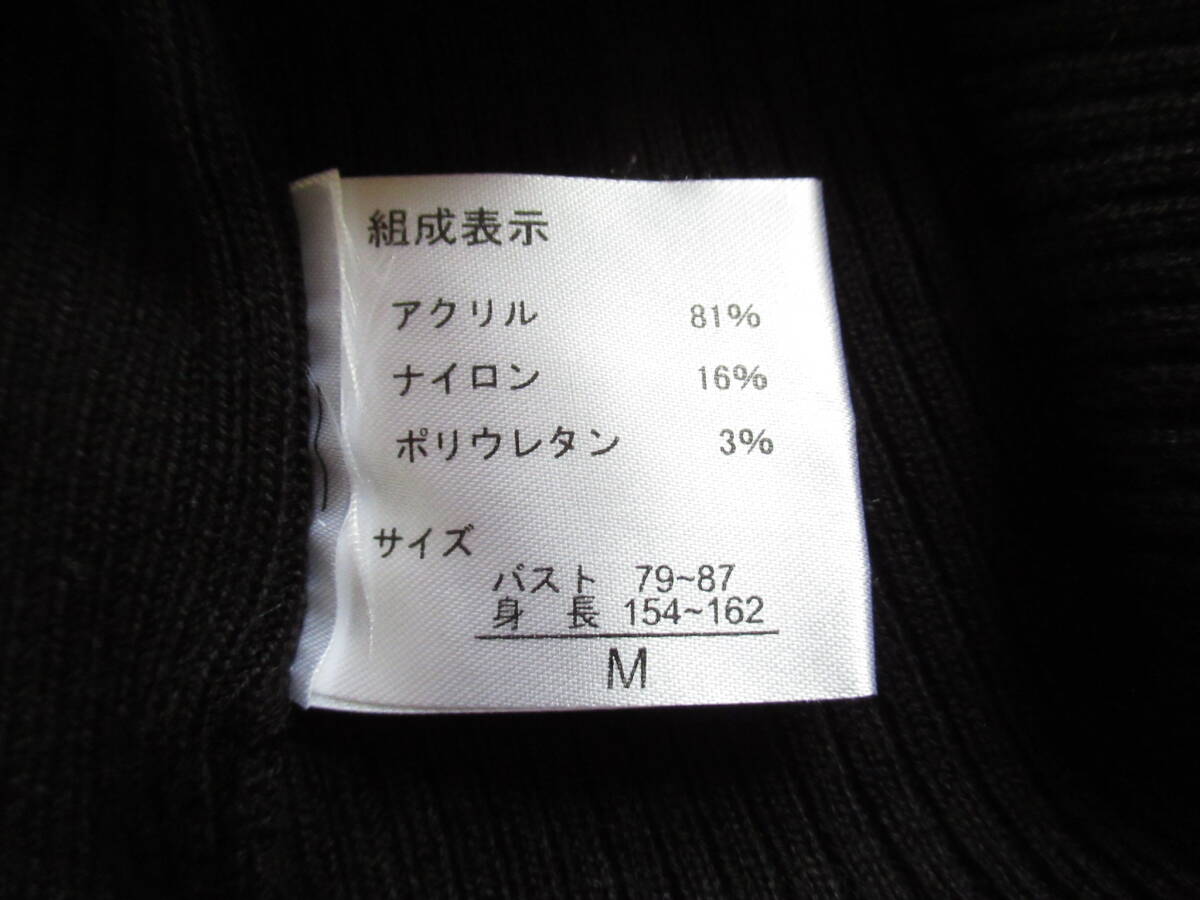 組成表示
アクリル 81%
ナイロン 16%
ポリウレタン 3%
サイズ
バスト 79~87
身長 154~162
M